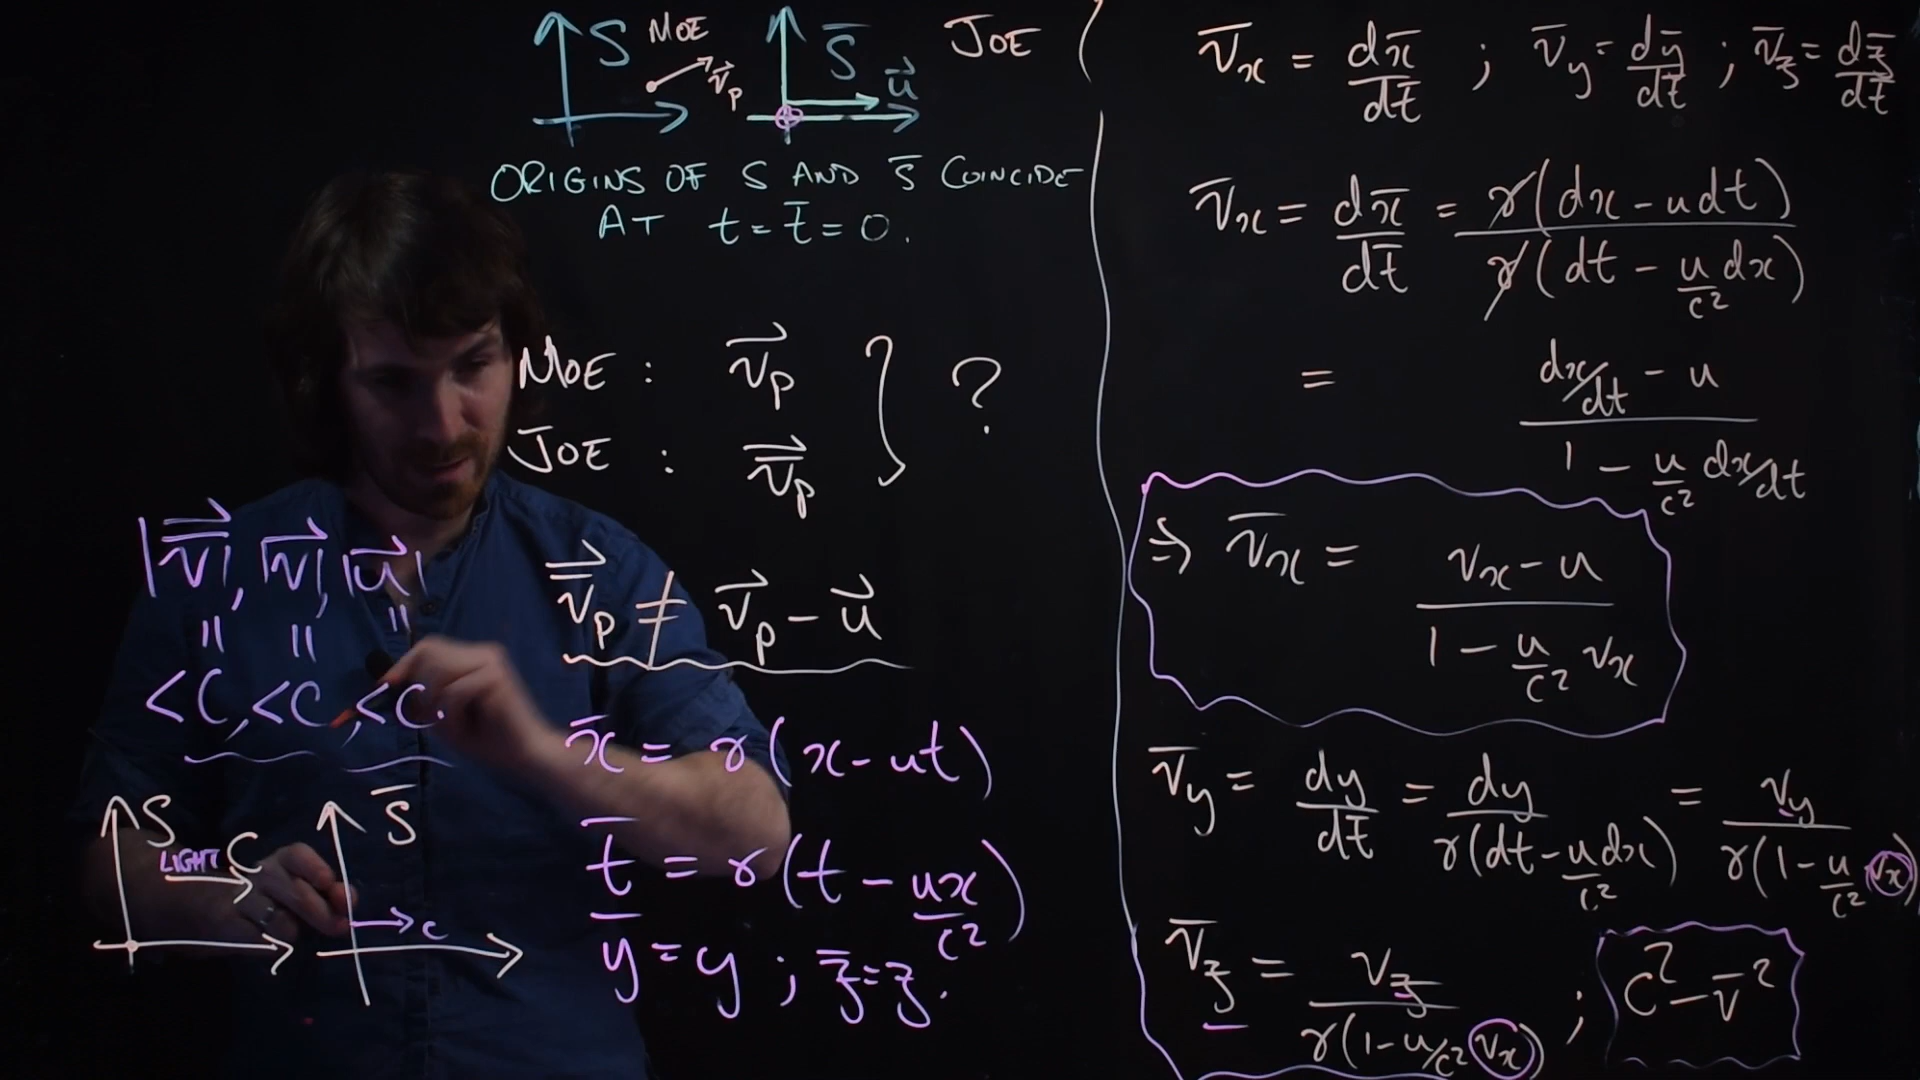 S MOE v⃗p S̅ u⃗ JOE
ORIGINS OF S AND S̅ COINCIDE
AT t = t̅ = 0.
MOE : v⃗p } ?
JOE : v̅⃗p
|v̅⃗|, |v⃗|, |u⃗|
" " "
<C, <C, <C.
v̅⃗p ≠ v⃗p - u⃗
x̅ = γ(x - ut)
t̅ = γ(t - ux/c²)
y̅ = y ; z̅ = z.
S S̅
LIGHT C
c
v̅x = dx̅/dt̅ ; v̅y = dy̅/dt̅ ; v̅z = dz̅/dt̅
v̅x = dx̅/dt̅ = γ(dx - udt) / γ(dt - u/c² dx)
= (dx/dt - u) / (1 - u/c² dx/dt)
⇒ v̅x = (vx - u) / (1 - u/c² vx)
v̅y = dy/dt̅ = dy / γ(dt - u/c² dx) = vy / γ(1 - u/c² vx)
v̅z = vz / γ(1 - u/c² vx) ; c² - v̅²